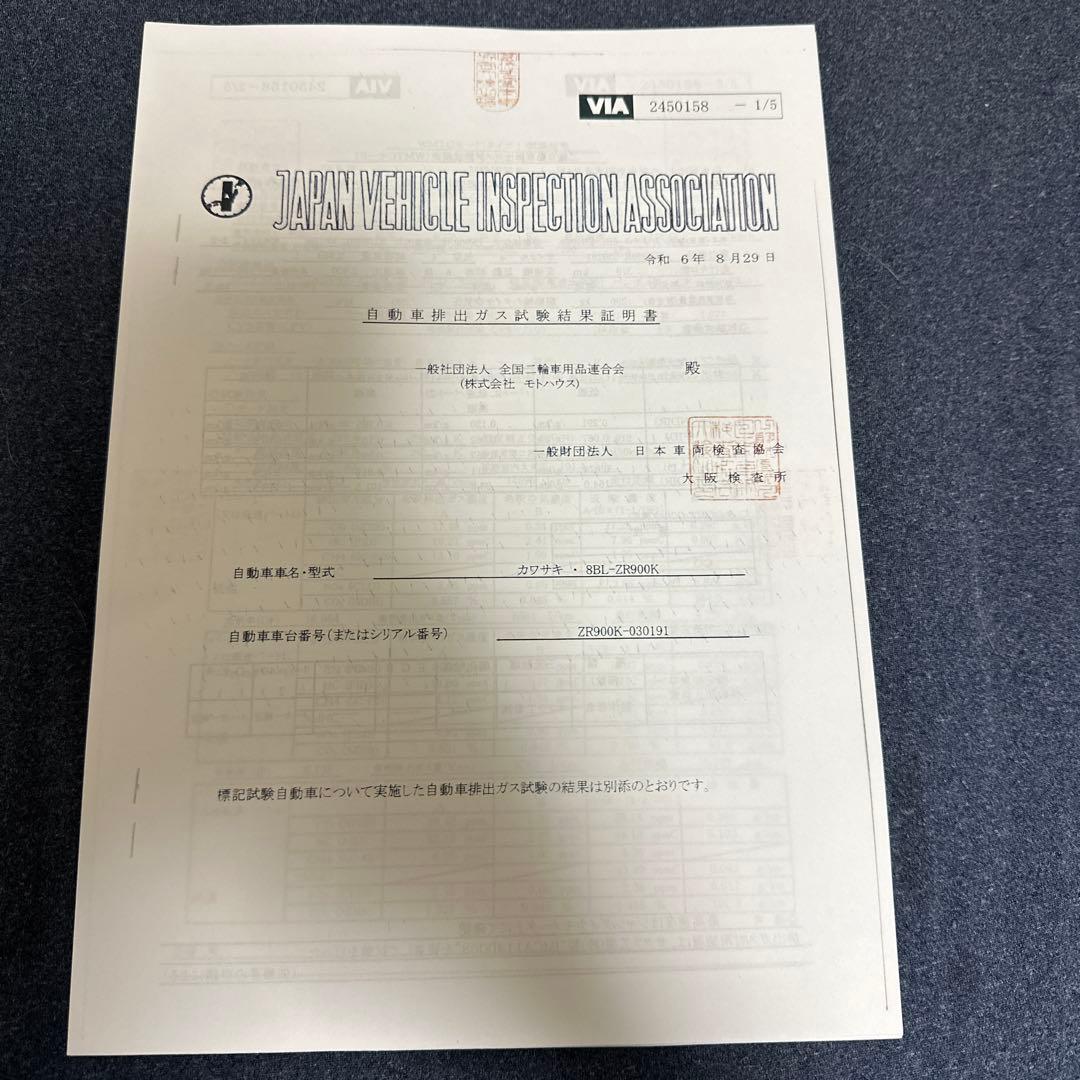 VIA 2450158 - 1/5
JAPAN VEHICLE INSPECTION ASSOCIATION
令和 6年 8月29日
自動車排出ガス試験結果証明書
一般社団法人 全国二輪車用品連合会 殿
(株式会社 モトハウス)
一般財団法人 日本車両検査協会
大阪検査所
自動車車名・型式 カワサキ ・ 8BL-ZR900K
自動車車台番号(またはシリアル番号) ZR900K-030191
標記試験自動車について実施した自動車排出ガス試験の結果は別添のとおりです。